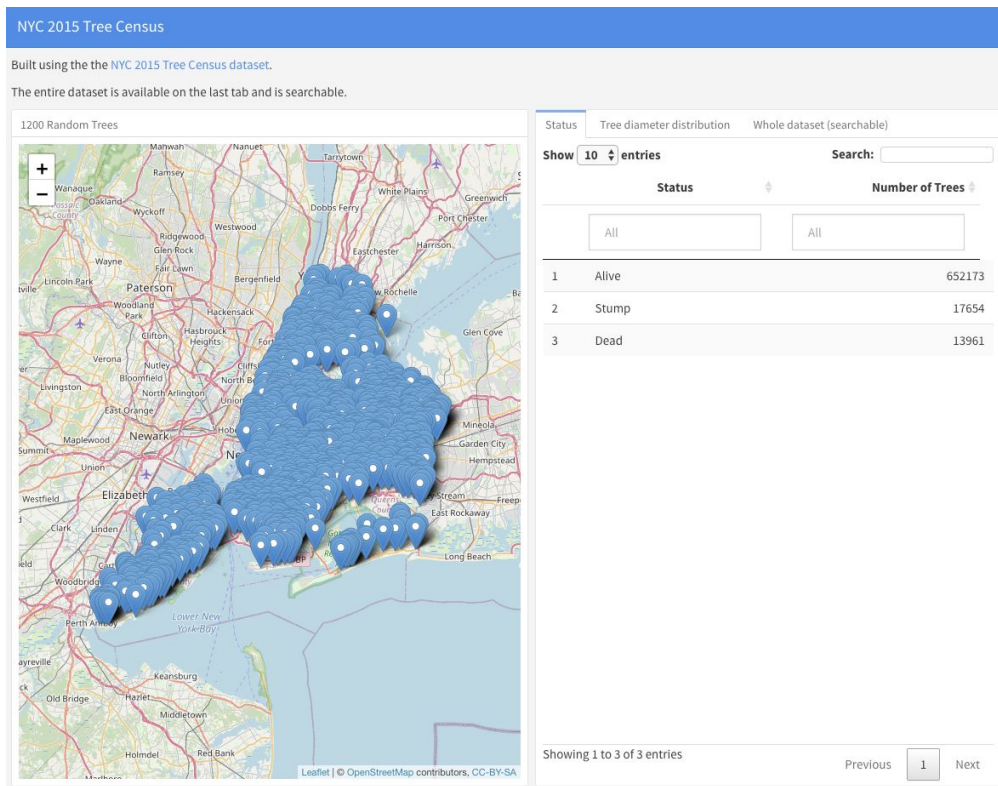 NYC 2015 Tree Census
Built using the the NYC 2015 Tree Census dataset.
The entire dataset is available on the last tab and is searchable.
1200 Random Trees
+
−
Mahwah
Nanuet
Tarrytown
Ramsey
Wanaque
Oakland
White Plains
Greenwich
Passaic
County
Wyckoff
Dobbs Ferry
Port Chester
Westwood
Ridgewood
Glen Rock
Eastchester
Harrison
Wayne
Fair Lawn
Lincoln Park
Paterson
Bergenfield
Woodland
Park
Hackensack
Clifton
Hasbrouck
Heights
Glen Cove
Verona
Nutley
Bloomfield
Livingston
North Arlington
East Orange
Mineola
Maplewood
Newark
Garden City
Hempstead
Union
Westfield
Elizabeth
Clark
Linden
East Rockaway
Long Beach
Lower New
York Bay
Keansburg
Old Bridge
Hazlet
Middletown
Holmdel
Red Bank
Leaflet | © OpenStreetMap contributors, CC-BY-SA
Status
Tree diameter distribution
Whole dataset (searchable)
Show 10 entries
Search:
Status
Number of Trees
All
All
1 Alive 652173
2 Stump 17654
3 Dead 13961
Showing 1 to 3 of 3 entries
Previous 1 Next